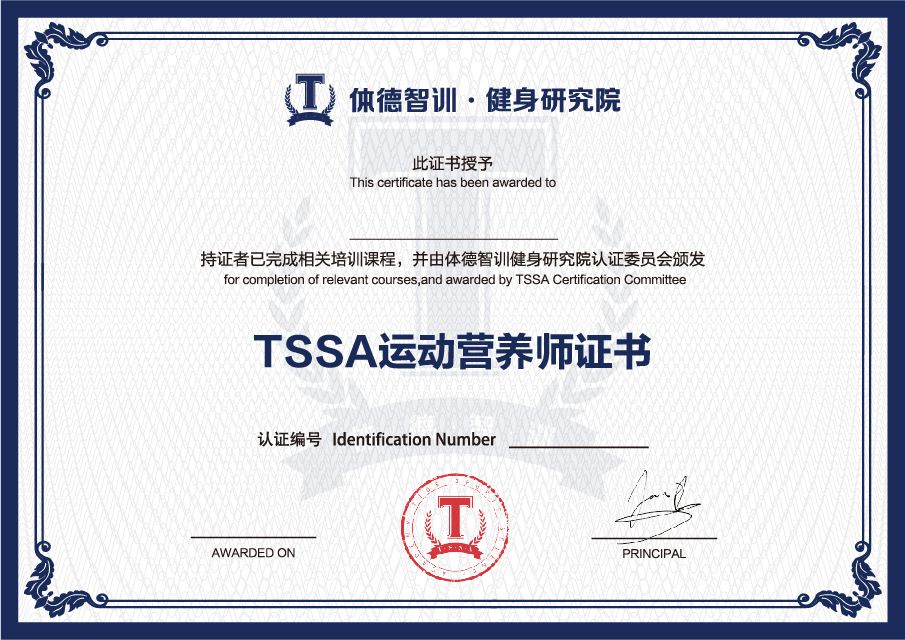 T 体德智训·健身研究院
此证书授予
This certificate has been awarded to
持证者已完成相关培训课程，并由体德智训健身研究院认证委员会颁发
for completion of relevant courses,and awarded by TSSA Certification Committee
TSSA运动营养师证书
认证编号 Identification Number
T
TSSA
AWARDED ON
PRINCIPAL